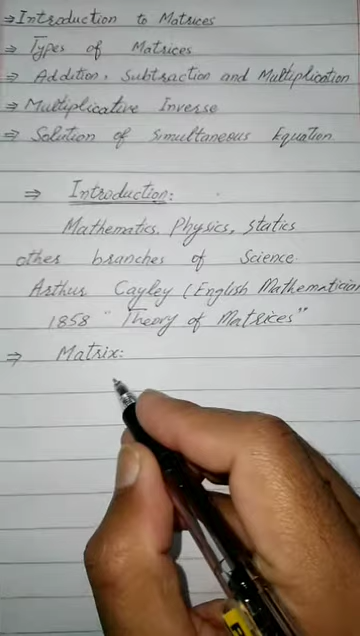 ⇒ Introduction to Matrices
⇒ Types of Matrices
⇒ Addition, Subtraction and Multiplication
⇒ Multiplicative Inverse
⇒ Solution of Simultaneous Equation.
⇒ Introduction:
Mathematics, Physics, Statics
other branches of Science.
Arthur Cayley (English Mathematician
1858 "Theory of Matrices"
⇒ Matrix: